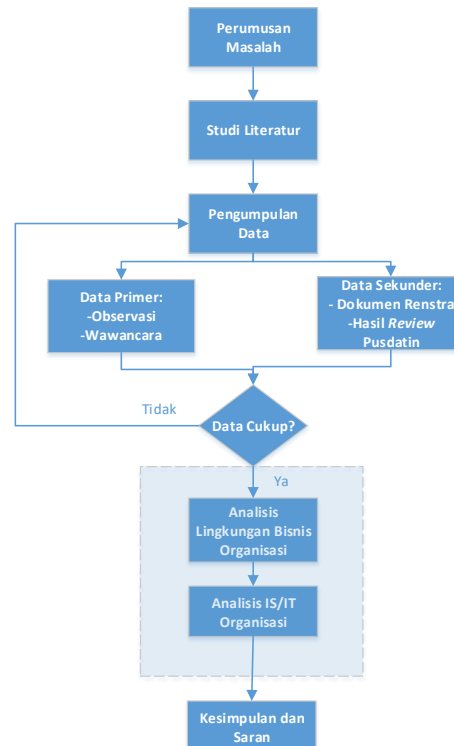 Perumusan
Masalah
Studi Literatur
Pengumpulan
Data
Data Primer:
-Observasi
-Wawancara
Data Sekunder:
- Dokumen Renstra
-Hasil Review
Pusdatin
Tidak
Data Cukup?
Ya
Analisis
Lingkungan Bisnis
Organisasi
Analisis IS/IT
Organisasi
Kesimpulan dan
Saran